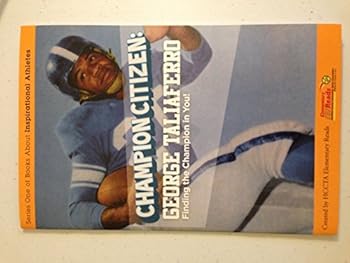 Series One of Books About Inspirational Athletes
CHAMPION CITIZEN:
GEORGE TALIAFERRO
Finding the Champion in You!
Created by HCCTA Elementary Reads